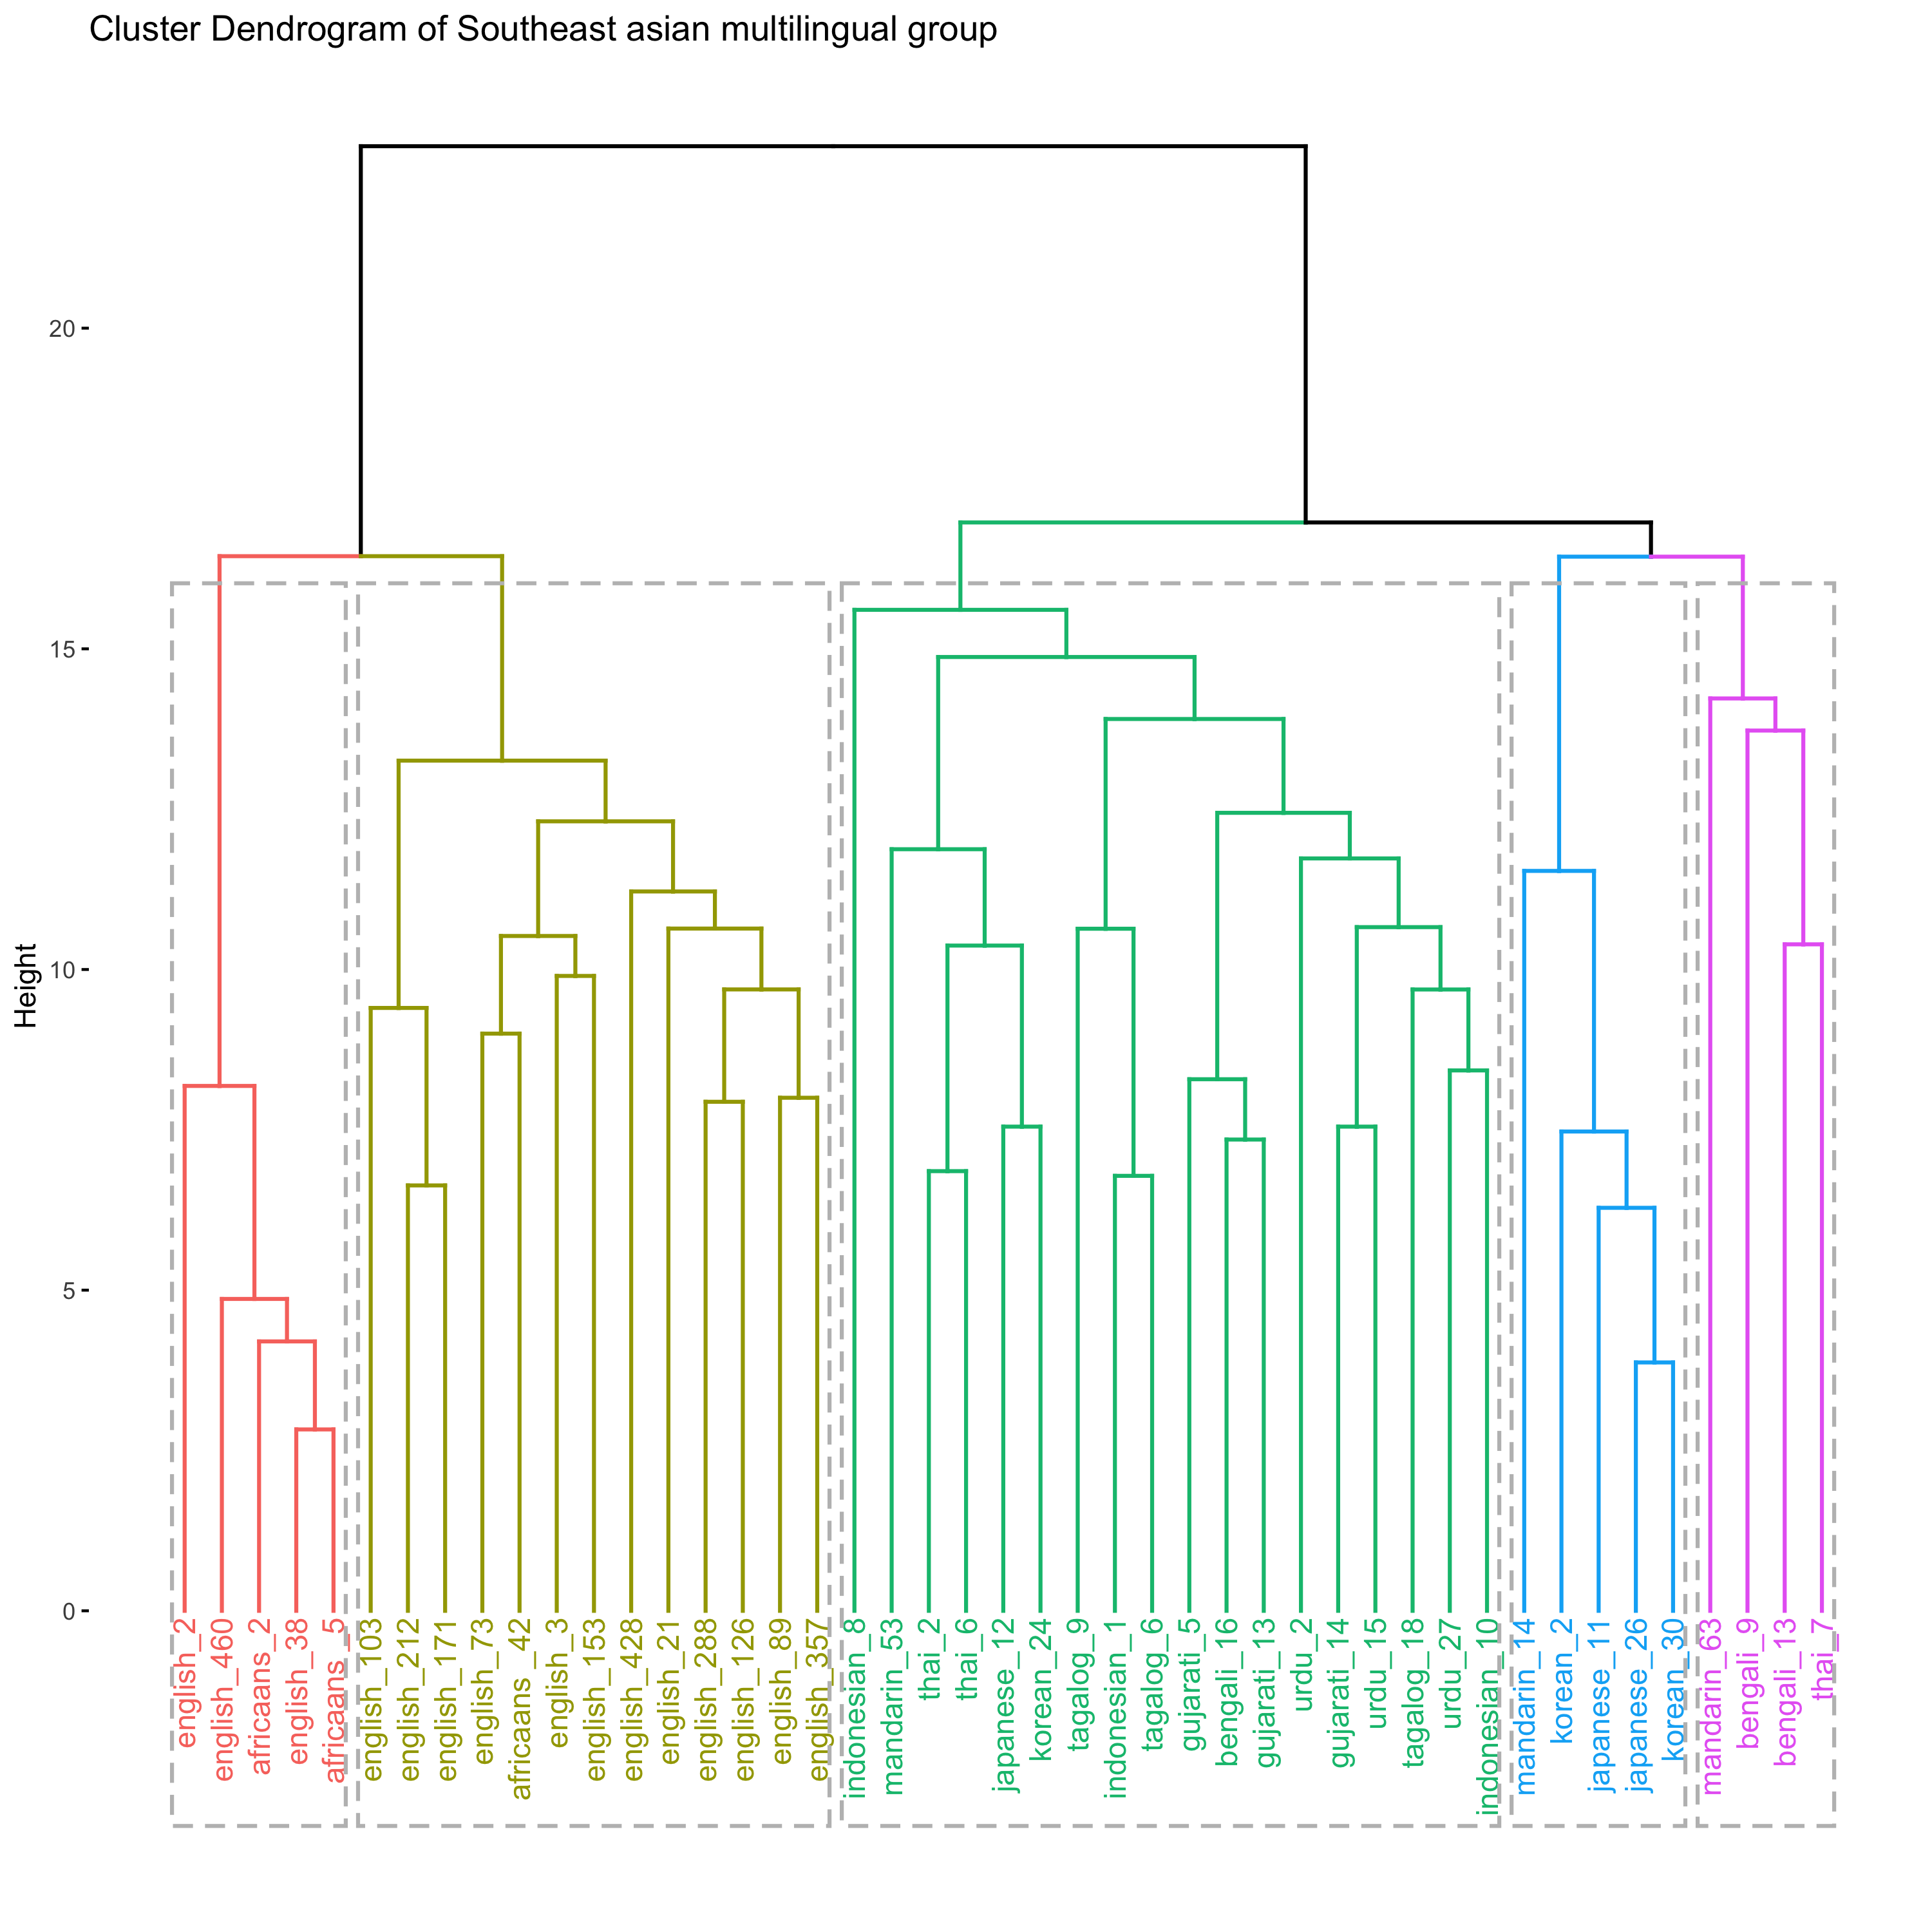 Cluster Dendrogram of Southeast asian multilingual group
20
15
10
5
0
Height
english_2
english_460
africaans_2
english_38
africaans_5
english_103
english_212
english_171
english_73
africaans_42
english_3
english_153
english_428
english_21
english_288
english_126
english_89
english_357
indonesian_8
mandarin_53
thai_2
thai_6
japanese_12
korean_24
tagalog_9
indonesian_1
tagalog_6
gujarati_5
bengali_16
gujarati_13
urdu_2
gujarati_14
urdu_15
tagalog_18
urdu_27
indonesian_10
mandarin_14
korean_2
japanese_11
japanese_26
korean_30
mandarin_63
bengali_9
bengali_13
thai_7